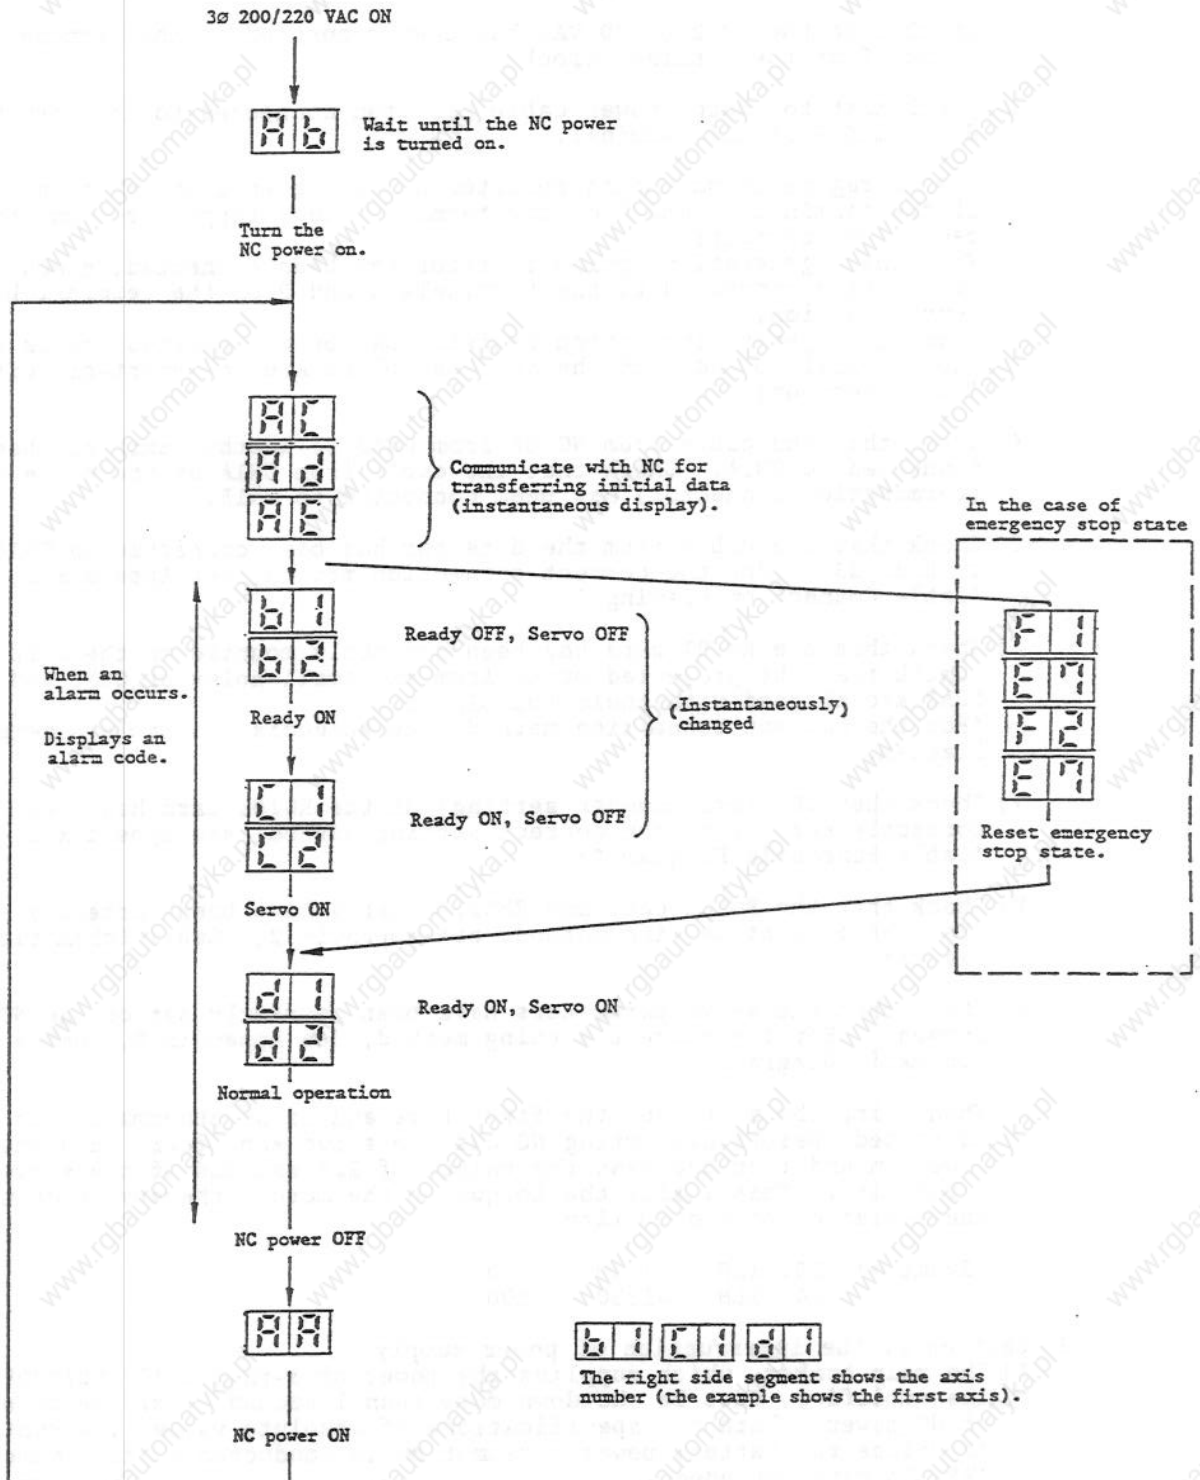 3ø 200/220 VAC ON
Ab
Wait until the NC power
is turned on.
Turn the
NC power on.
AC
Ad
AE
Communicate with NC for
transferring initial data
(instantaneous display).
In the case of
emergency stop state
b1
b2
Ready OFF, Servo OFF
F1
E7
F2
E7
When an
alarm occurs.
Displays an
alarm code.
Ready ON
(Instantaneously)
changed
C1
C2
Ready ON, Servo OFF
Reset emergency
stop state.
Servo ON
d1
d2
Ready ON, Servo ON
Normal operation
NC power OFF
AA
b1 C1 d1
The right side segment shows the axis
number (the example shows the first axis).
NC power ON
www.rgbautomatyka.pl